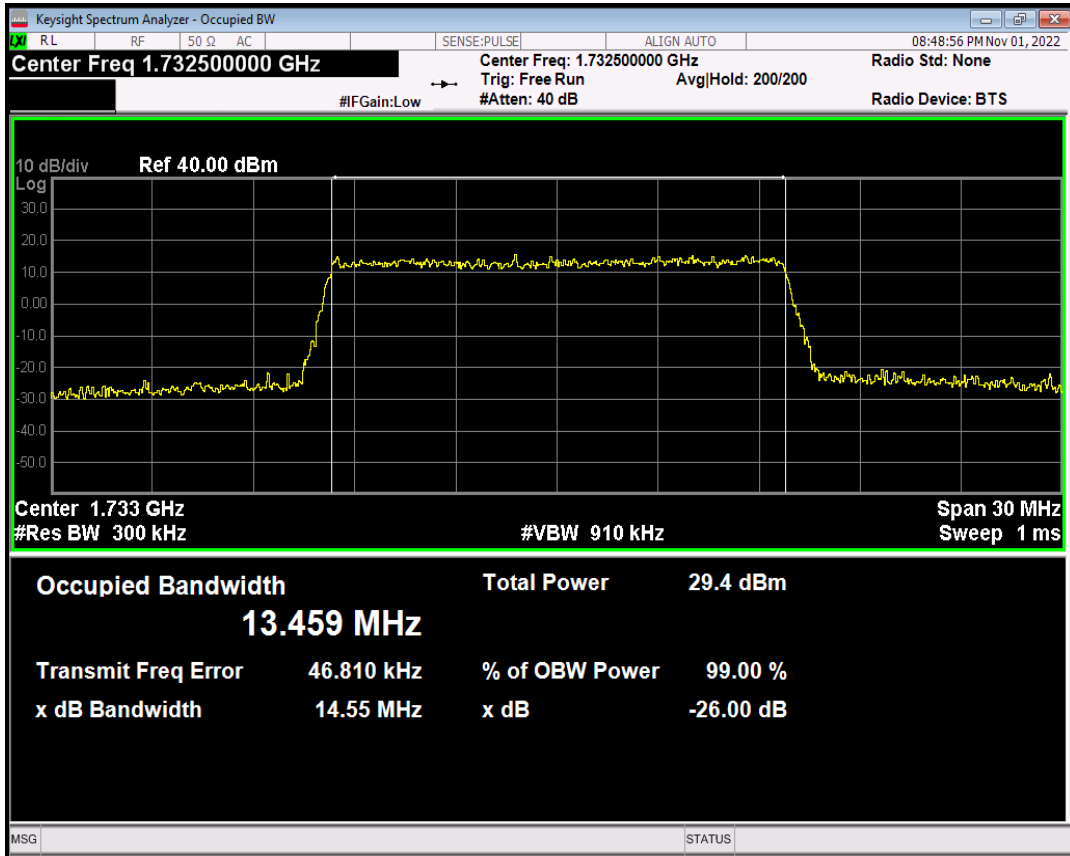 Keysight Spectrum Analyzer - Occupied BW
LXI RL RF 50 Ω AC SENSE:PULSE ALIGN AUTO 08:48:56 PM Nov 01, 2022
Center Freq 1.732500000 GHz Center Freq: 1.732500000 GHz Radio Std: None
Trig: Free Run Avg|Hold: 200/200
#IFGain:Low #Atten: 40 dB Radio Device: BTS
10 dB/div Ref 40.00 dBm
Log
30.0
20.0
10.0
0.00
-10.0
-20.0
-30.0
-40.0
-50.0
Center 1.733 GHz Span 30 MHz
#Res BW 300 kHz #VBW 910 kHz Sweep 1 ms
Occupied Bandwidth Total Power 29.4 dBm
13.459 MHz
Transmit Freq Error 46.810 kHz % of OBW Power 99.00 %
x dB Bandwidth 14.55 MHz x dB -26.00 dB
MSG STATUS